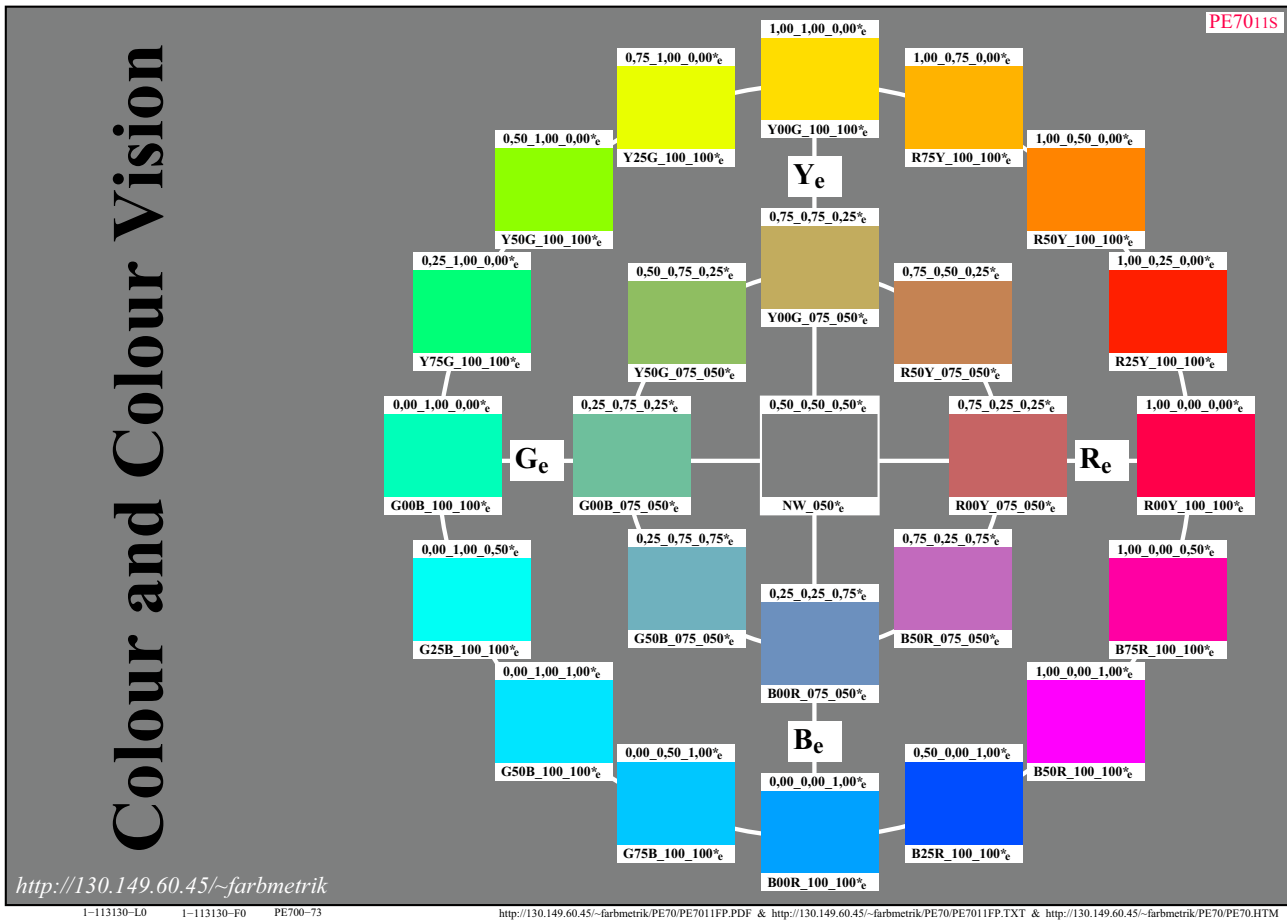 PE7011S
Colour and Colour Vision
1,00_1,00_0,00*e
Y00G_100_100*e
0,75_1,00_0,00*e
Y25G_100_100*e
1,00_0,75_0,00*e
R75Y_100_100*e
0,50_1,00_0,00*e
Y50G_100_100*e
1,00_0,50_0,00*e
R50Y_100_100*e
Ye
0,75_0,75_0,25*e
Y00G_075_050*e
0,25_1,00_0,00*e
Y75G_100_100*e
0,50_0,75_0,25*e
Y50G_075_050*e
0,75_0,50_0,25*e
R50Y_075_050*e
1,00_0,25_0,00*e
R25Y_100_100*e
0,00_1,00_0,00*e
G00B_100_100*e
Ge
0,25_0,75_0,25*e
G00B_075_050*e
0,50_0,50_0,50*e
NW_050*e
0,75_0,25_0,25*e
R00Y_075_050*e
Re
1,00_0,00_0,00*e
R00Y_100_100*e
0,00_1,00_0,50*e
G25B_100_100*e
0,25_0,75_0,75*e
G50B_075_050*e
0,25_0,25_0,75*e
B00R_075_050*e
0,75_0,25_0,75*e
B50R_075_050*e
1,00_0,00_0,50*e
B75R_100_100*e
0,00_1,00_1,00*e
G50B_100_100*e
1,00_0,00_1,00*e
B50R_100_100*e
Be
0,00_0,50_1,00*e
G75B_100_100*e
0,00_0,00_1,00*e
B00R_100_100*e
0,50_0,00_1,00*e
B25R_100_100*e
http://130.149.60.45/~farbmetrik
1−113130−L0 1−113130−F0 PE700−73 http://130.149.60.45/~farbmetrik/PE70/PE7011FP.PDF & http://130.149.60.45/~farbmetrik/PE70/PE7011FP.TXT & http://130.149.60.45/~farbmetrik/PE70/PE70.HTM